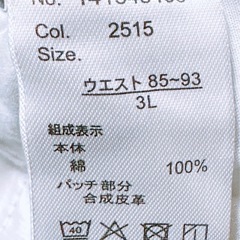 No.
Col. 2515
Size.
ウエスト 85~93
3L
組成表示
本体
綿 100%
パッチ部分
合成皮革
40